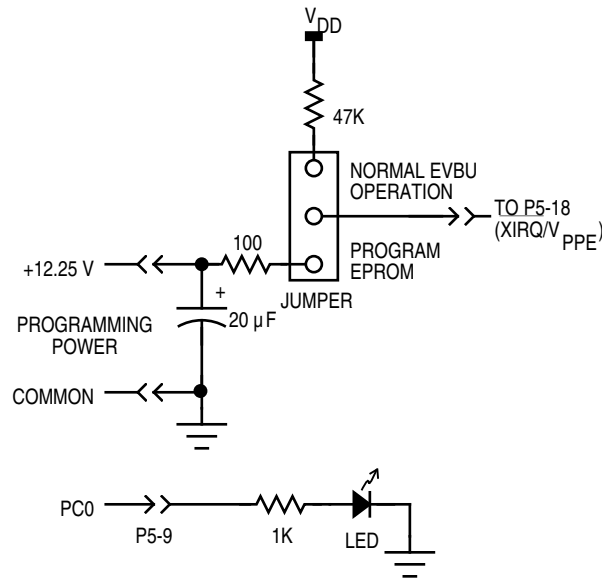 VDD
47K
NORMAL EVBU
OPERATION
TO P5-18
(XIRQ/VPPE)
100
PROGRAM
EPROM
+12.25 V
JUMPER
+
20 µF
PROGRAMMING
POWER
COMMON
PC0
P5-9
1K
LED